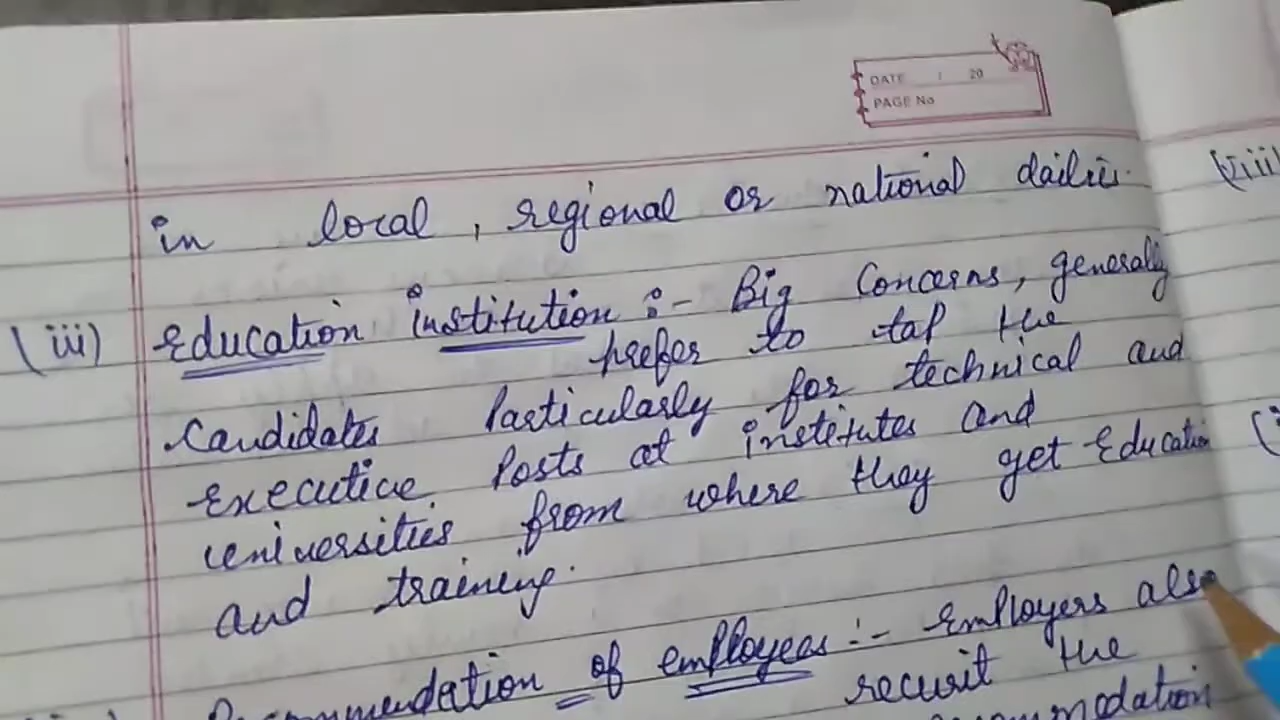 DATE / 20
PAGE No
in local, regional or national dailies.
(viii)
(iii) Education institution :- Big Concerns, generally
prefer to tap the
candidates Particularly for technical and
executive Posts at institutes and
universities from where they get Education
and training.
Recommendation of employees :- Employers also
recruit the